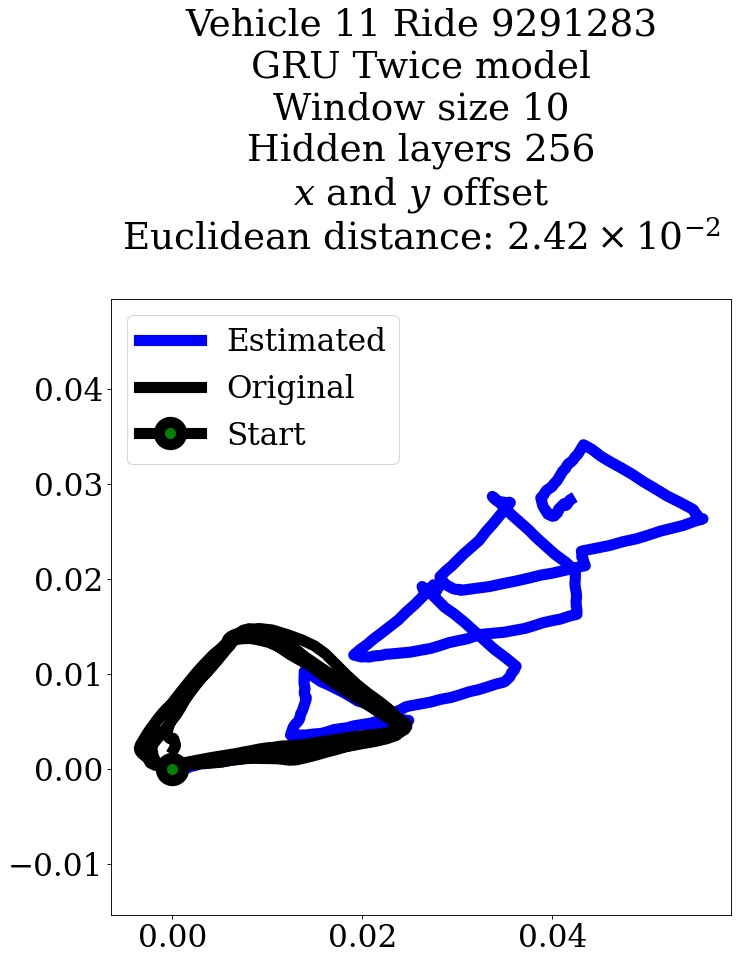 Vehicle 11 Ride 9291283
GRU Twice model
Window size 10
Hidden layers 256
x and y offset
Euclidean distance: 2.42 × 10⁻²
Estimated
Original
Start
0.04
0.03
0.02
0.01
0.00
−0.01
0.00 0.02 0.04